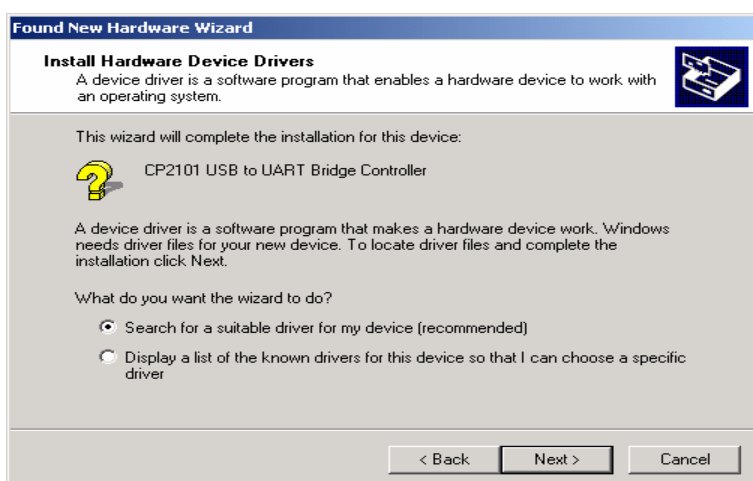 Found New Hardware Wizard
Install Hardware Device Drivers
A device driver is a software program that enables a hardware device to work with
an operating system.
This wizard will complete the installation for this device:
CP2101 USB to UART Bridge Controller
A device driver is a software program that makes a hardware device work. Windows
needs driver files for your new device. To locate driver files and complete the
installation click Next.
What do you want the wizard to do?
Search for a suitable driver for my device (recommended)
Display a list of the known drivers for this device so that I can choose a specific
driver
< Back Next > Cancel